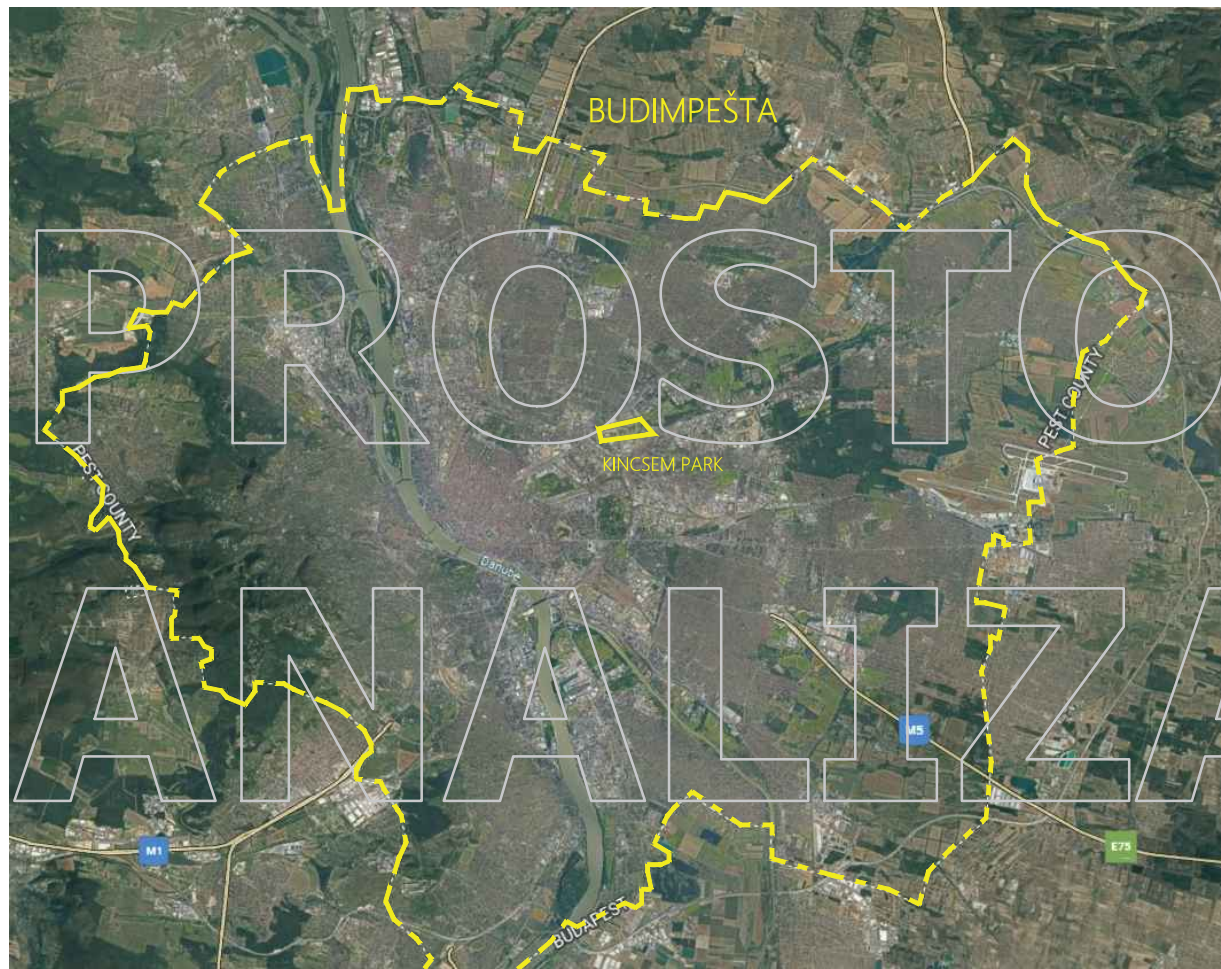 BUDIMPEŠTA
PROSTO
PEST COUNTY
KINCSEM PARK
PEST COUNTY
Danube
ANALIZA
M5
M1
E75
BUDAPEST